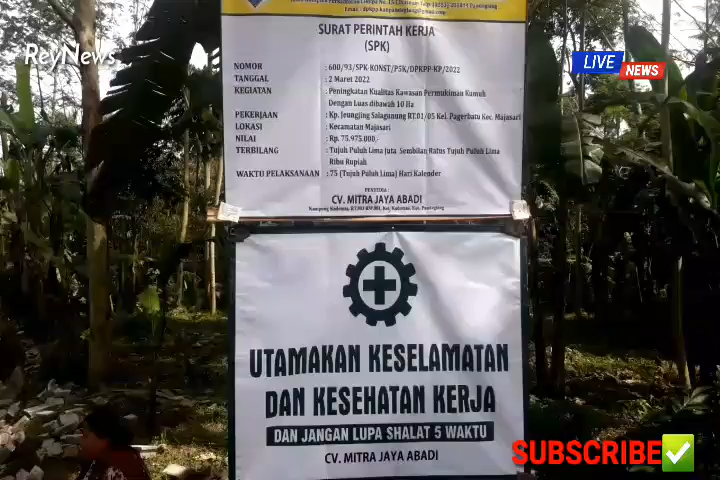 SURAT PERINTAH KERJA
(SPK)
NOMOR : 600/93/SPK-KONST/PSK/DPKPP-KP/2022
TANGGAL : 2 Maret 2022
KEGIATAN : Peningkatan Kualitas Kawasan Permukiman Kumuh
Dengan Luas dibawah 10 Ha
PEKERJAAN : Kp. Jeungjing Salagunung RT.01/05 Kel. Pagerbatu Kec. Majasari
LOKASI : Kecamatan Majasari
NILAI : Rp. 75.975.000,-
TERBILANG : Tujuh Puluh Lima Juta Sembilan Ratus Tujuh Puluh Lima
Ribu Rupiah
WAKTU PELAKSANAAN : 75 (Tujuh Puluh Lima) Hari Kalender
PENYEDIA
CV. MITRA JAYA ABADI
ReyNews
LIVE
NEWS
UTAMAKAN KESELAMATAN
DAN KESEHATAN KERJA
DAN JANGAN LUPA SHALAT 5 WAKTU
CV. MITRA JAYA ABADI
SUBSCRIBE